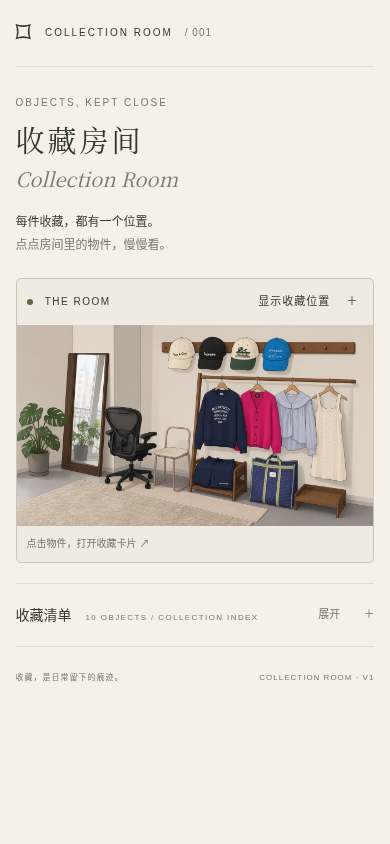 COLLECTION ROOM / 001
OBJECTS, KEPT CLOSE
收藏房间
Collection Room
每件收藏，都有一个位置。
点点房间里的物件，慢慢看。
THE ROOM 显示收藏位置 +
点击物件，打开收藏卡片 ↗
收藏清单 10 OBJECTS / COLLECTION INDEX 展开 +
收藏，是日常留下的痕迹。 COLLECTION ROOM · V1